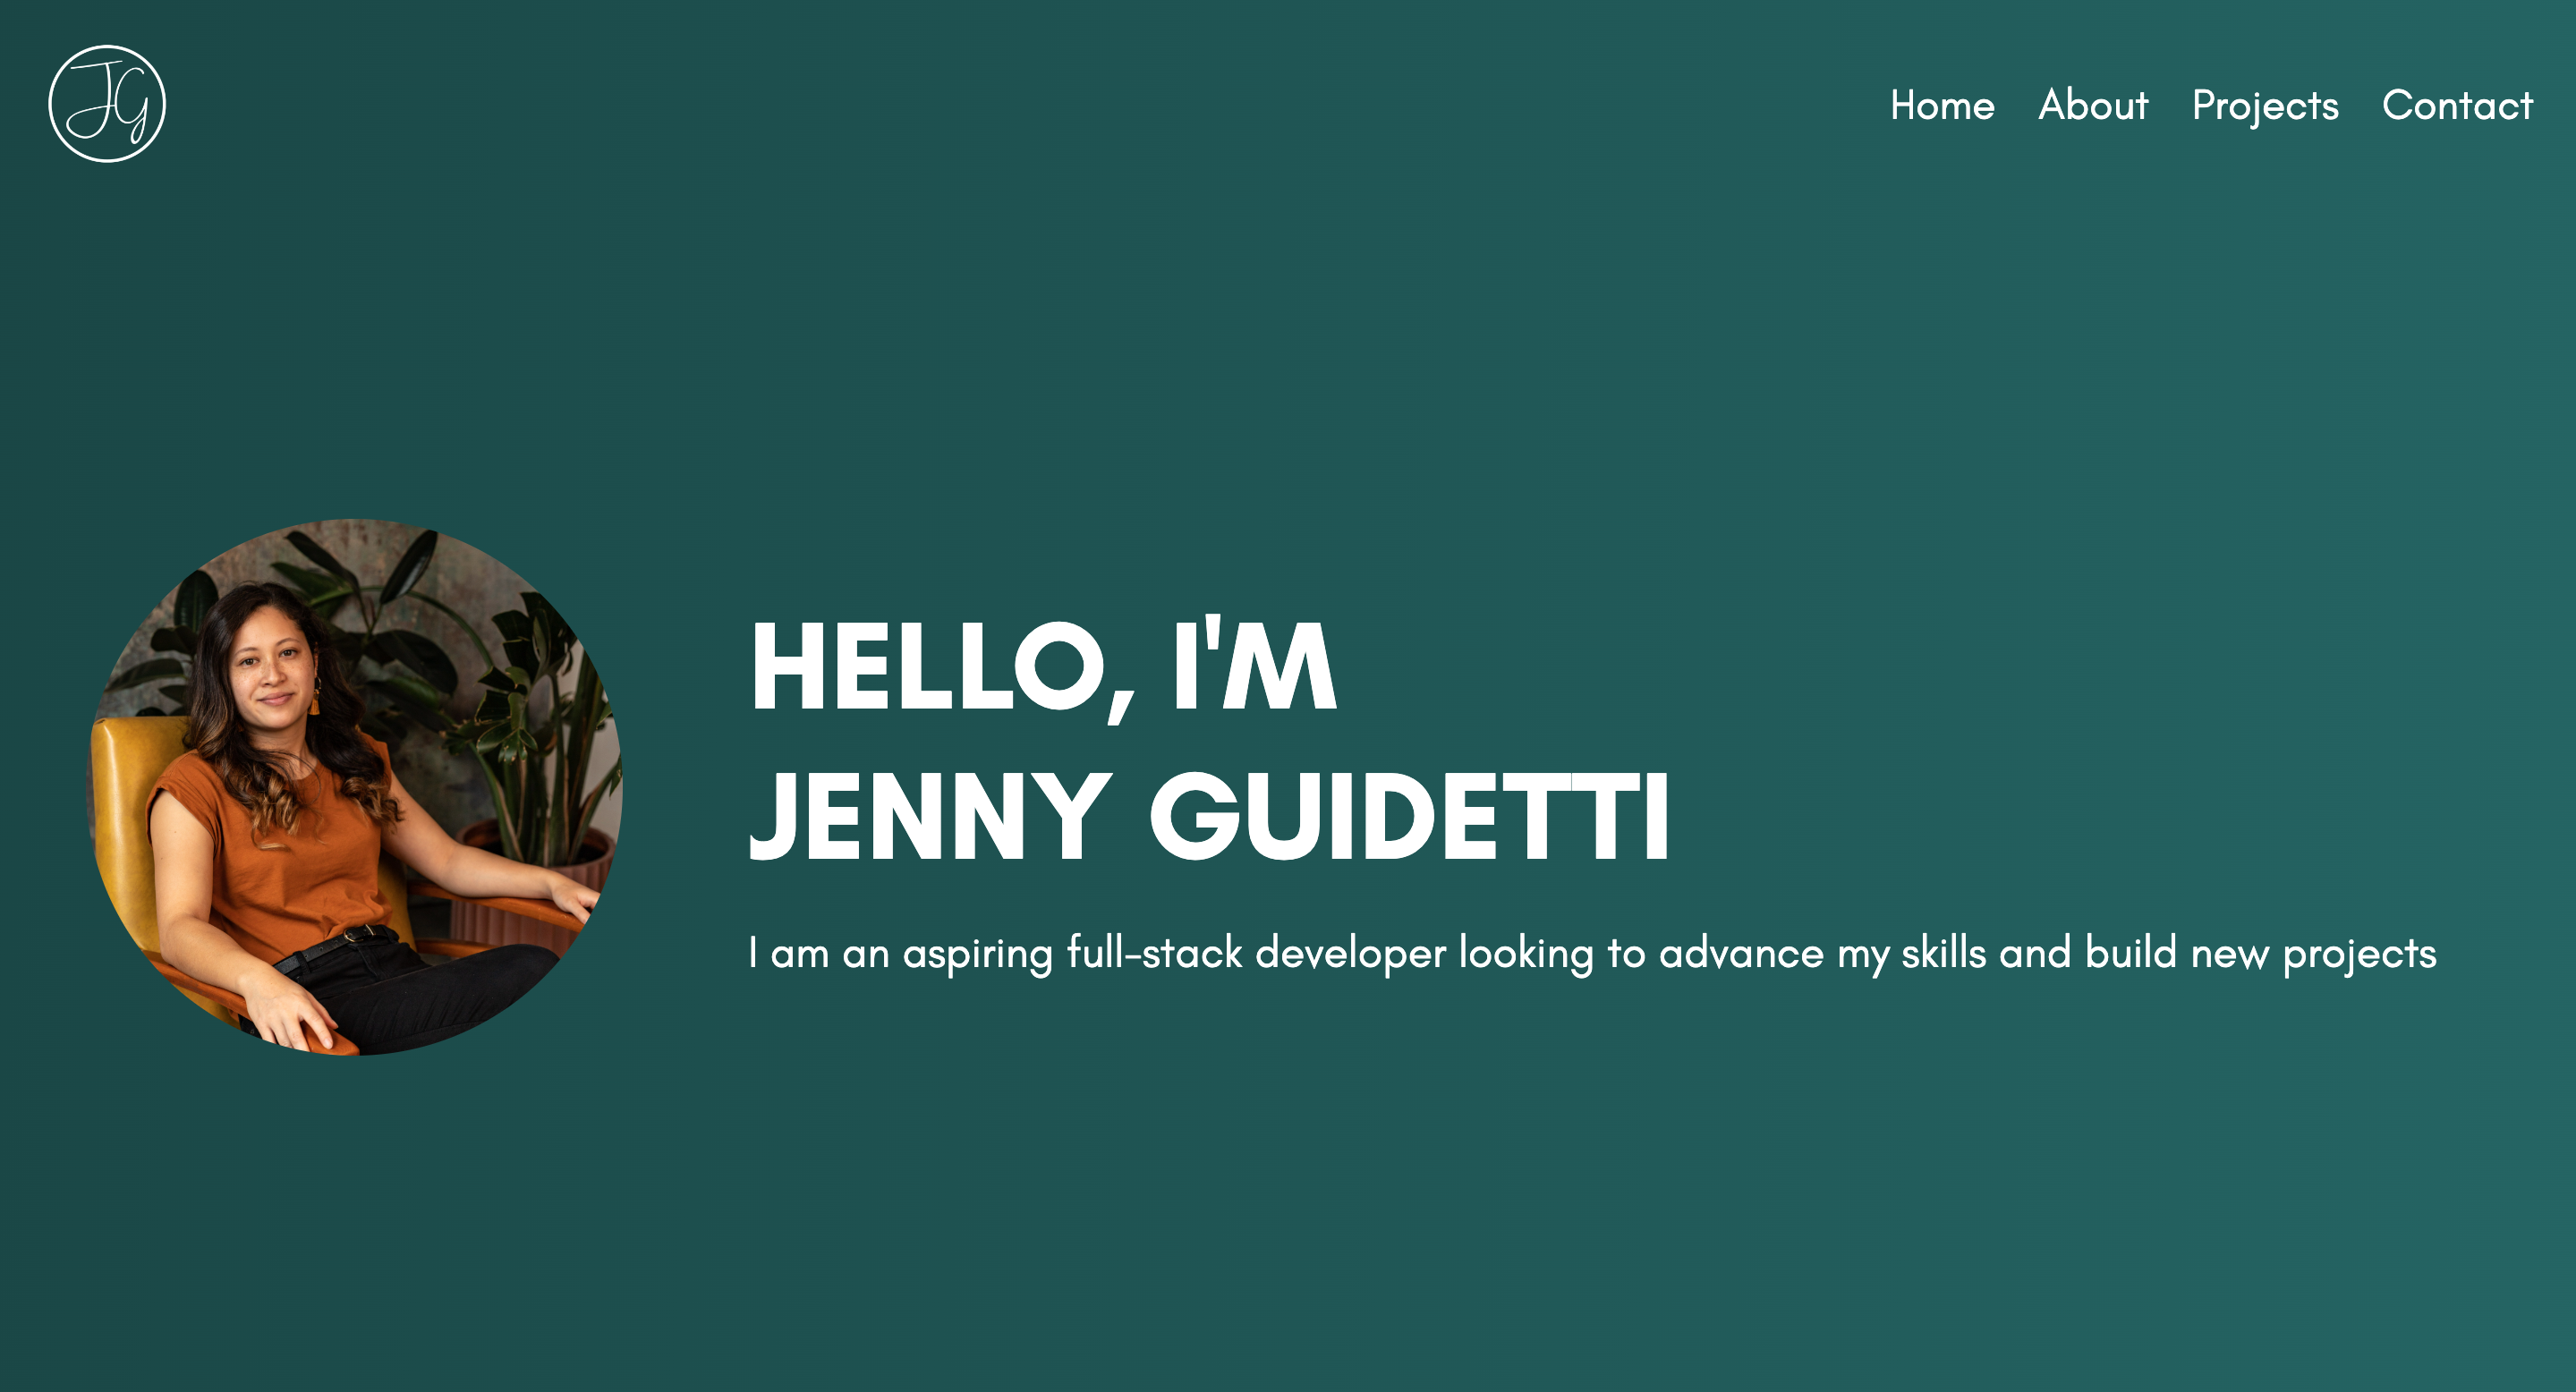 JG
Home About Projects Contact
HELLO, I'M
JENNY GUIDETTI
I am an aspiring full-stack developer looking to advance my skills and build new projects